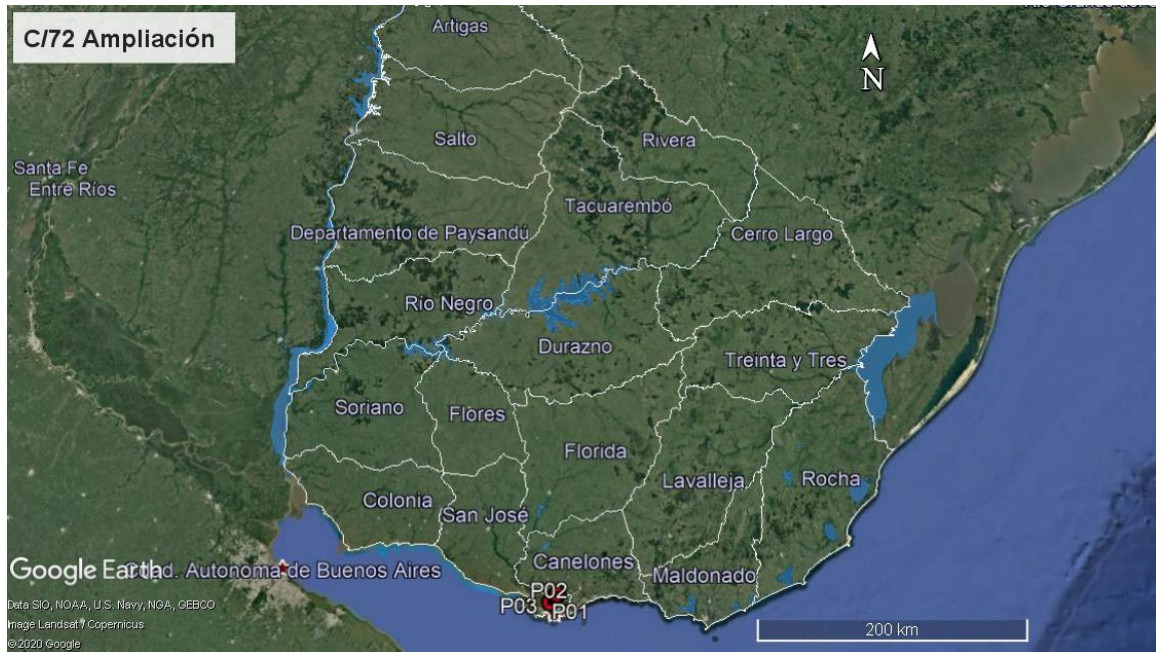 C/72 Ampliación
Artigas
N
Salto
Rivera
Santa Fe
Entre Ríos
Tacuarembó
Departamento de Paysandú
Cerro Largo
Río Negro
Durazno
Treinta y Tres
Soriano
Flores
Florida
Lavalleja
Rocha
Colonia
San José
Canelones
Google Earth
Autonoma de Buenos Aires
Maldonado
P02
P03
P01
Data SIO, NOAA, U.S. Navy, NGA, GEBCO
Image Landsat / Copernicus
©2020 Google
200 km